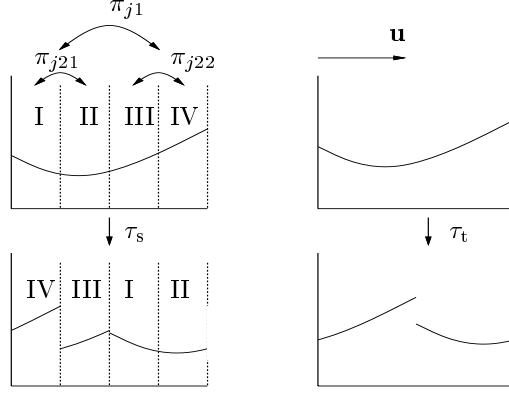 π_{j1}
π_{j21} π_{j22} u
I II III IV
τ_s τ_t
IV III I II